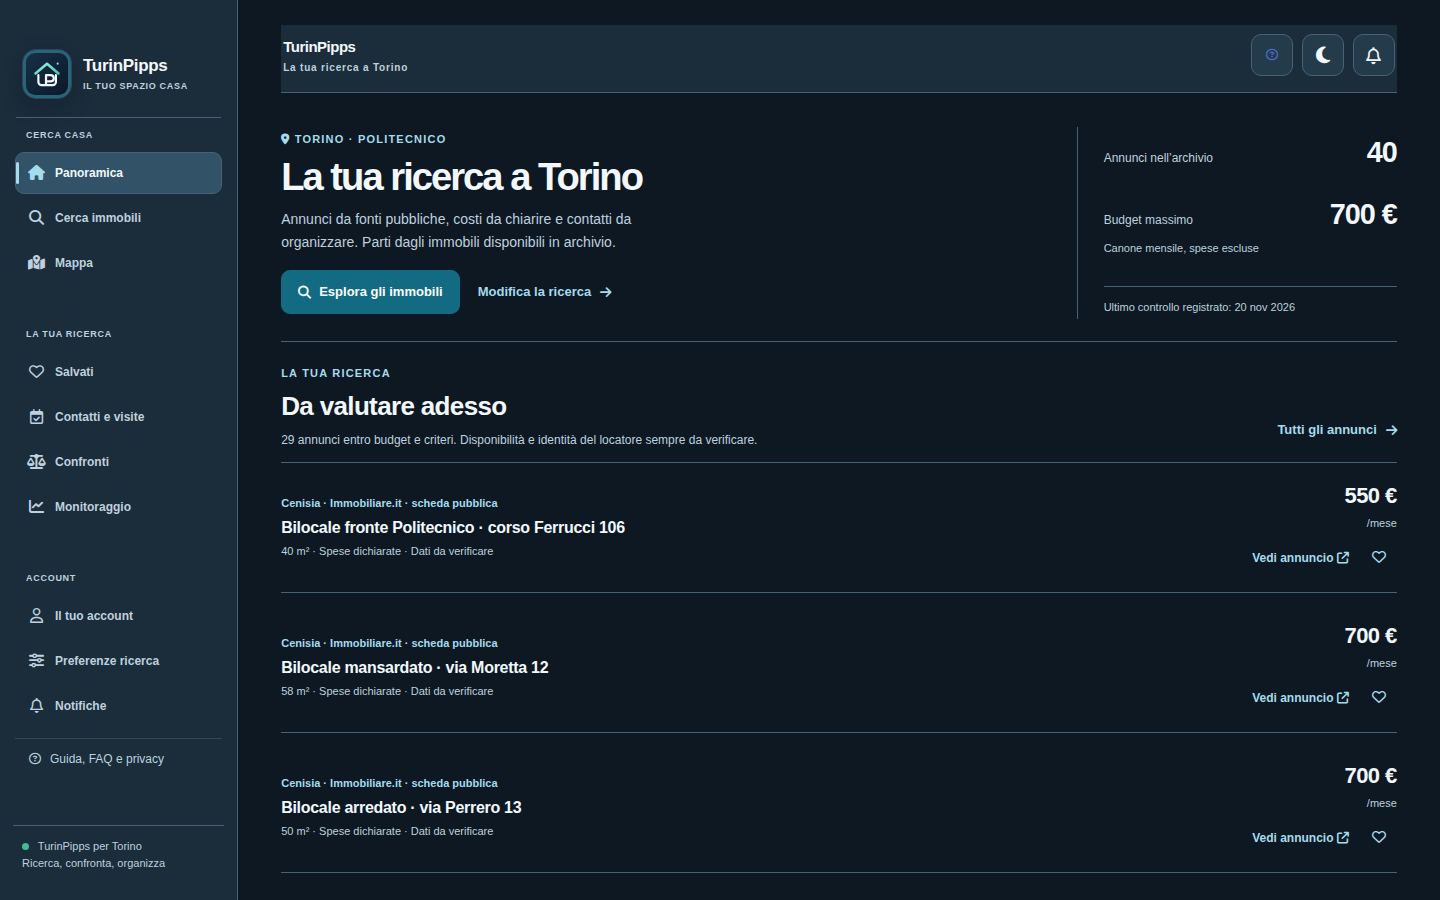 TurinPipps
IL TUO SPAZIO CASA
CERCA CASA
Panoramica
Cerca immobili
Mappa
LA TUA RICERCA
Salvati
Contatti e visite
Confronti
Monitoraggio
ACCOUNT
Il tuo account
Preferenze ricerca
Notifiche
Guida, FAQ e privacy
TurinPipps per Torino
Ricerca, confronta, organizza
TurinPipps
La tua ricerca a Torino
TORINO · POLITECNICO
La tua ricerca a Torino
Annunci da fonti pubbliche, costi da chiarire e contatti da
organizzare. Parti dagli immobili disponibili in archivio.
Esplora gli immobili
Modifica la ricerca
Annunci nell’archivio
40
Budget massimo
700 €
Canone mensile, spese escluse
Ultimo controllo registrato: 20 nov 2026
LA TUA RICERCA
Da valutare adesso
29 annunci entro budget e criteri. Disponibilità e identità del locatore sempre da verificare.
Tutti gli annunci
Cenisia · Immobiliare.it · scheda pubblica
Bilocale fronte Politecnico · corso Ferrucci 106
40 m² · Spese dichiarate · Dati da verificare
550 €
/mese
Vedi annuncio
Cenisia · Immobiliare.it · scheda pubblica
Bilocale mansardato · via Moretta 12
58 m² · Spese dichiarate · Dati da verificare
700 €
/mese
Vedi annuncio
Cenisia · Immobiliare.it · scheda pubblica
Bilocale arredato · via Perrero 13
50 m² · Spese dichiarate · Dati da verificare
700 €
/mese
Vedi annuncio